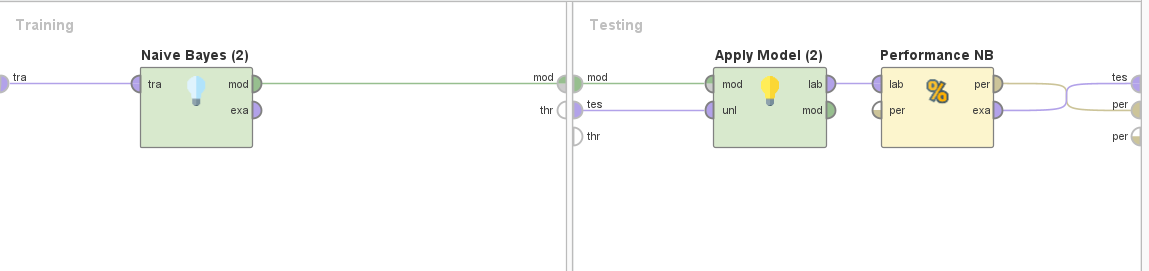 Training
Testing
Naive Bayes (2)
Apply Model (2)
Performance NB
tra
tra
mod
exa
mod
thr
mod
tes
thr
mod
unl
lab
mod
lab
per
per
exa
tes
per
per
%